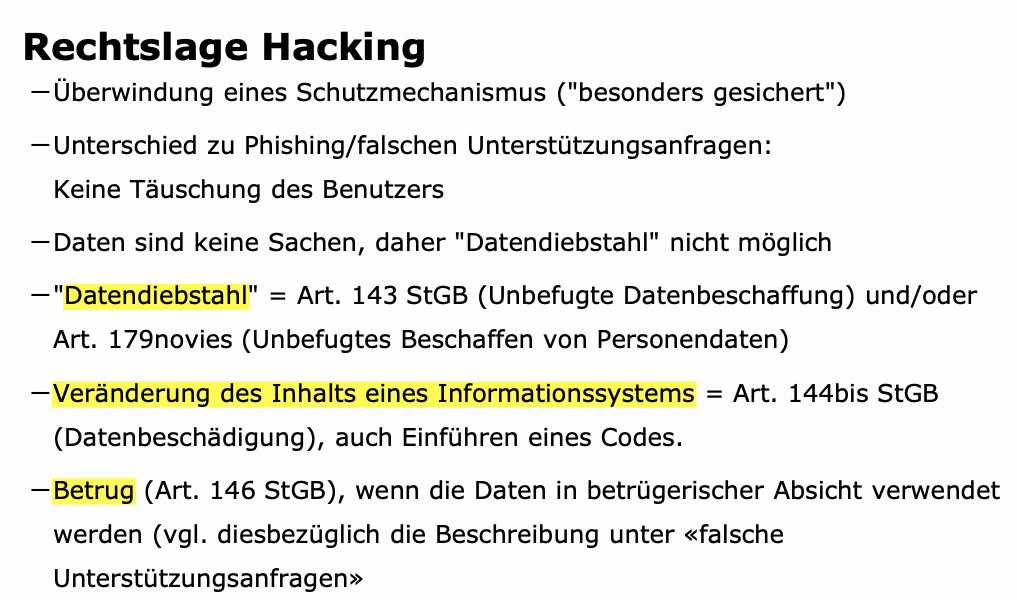 Rechtslage Hacking
—Überwindung eines Schutzmechanismus ("besonders gesichert")
—Unterschied zu Phishing/falschen Unterstützungsanfragen:
Keine Täuschung des Benutzers
—Daten sind keine Sachen, daher "Datendiebstahl" nicht möglich
—"Datendiebstahl" = Art. 143 StGB (Unbefugte Datenbeschaffung) und/oder
Art. 179novies (Unbefugtes Beschaffen von Personendaten)
—Veränderung des Inhalts eines Informationssystems = Art. 144bis StGB
(Datenbeschädigung), auch Einführen eines Codes.
—Betrug (Art. 146 StGB), wenn die Daten in betrügerischer Absicht verwendet
werden (vgl. diesbezüglich die Beschreibung unter «falsche
Unterstützungsanfragen»